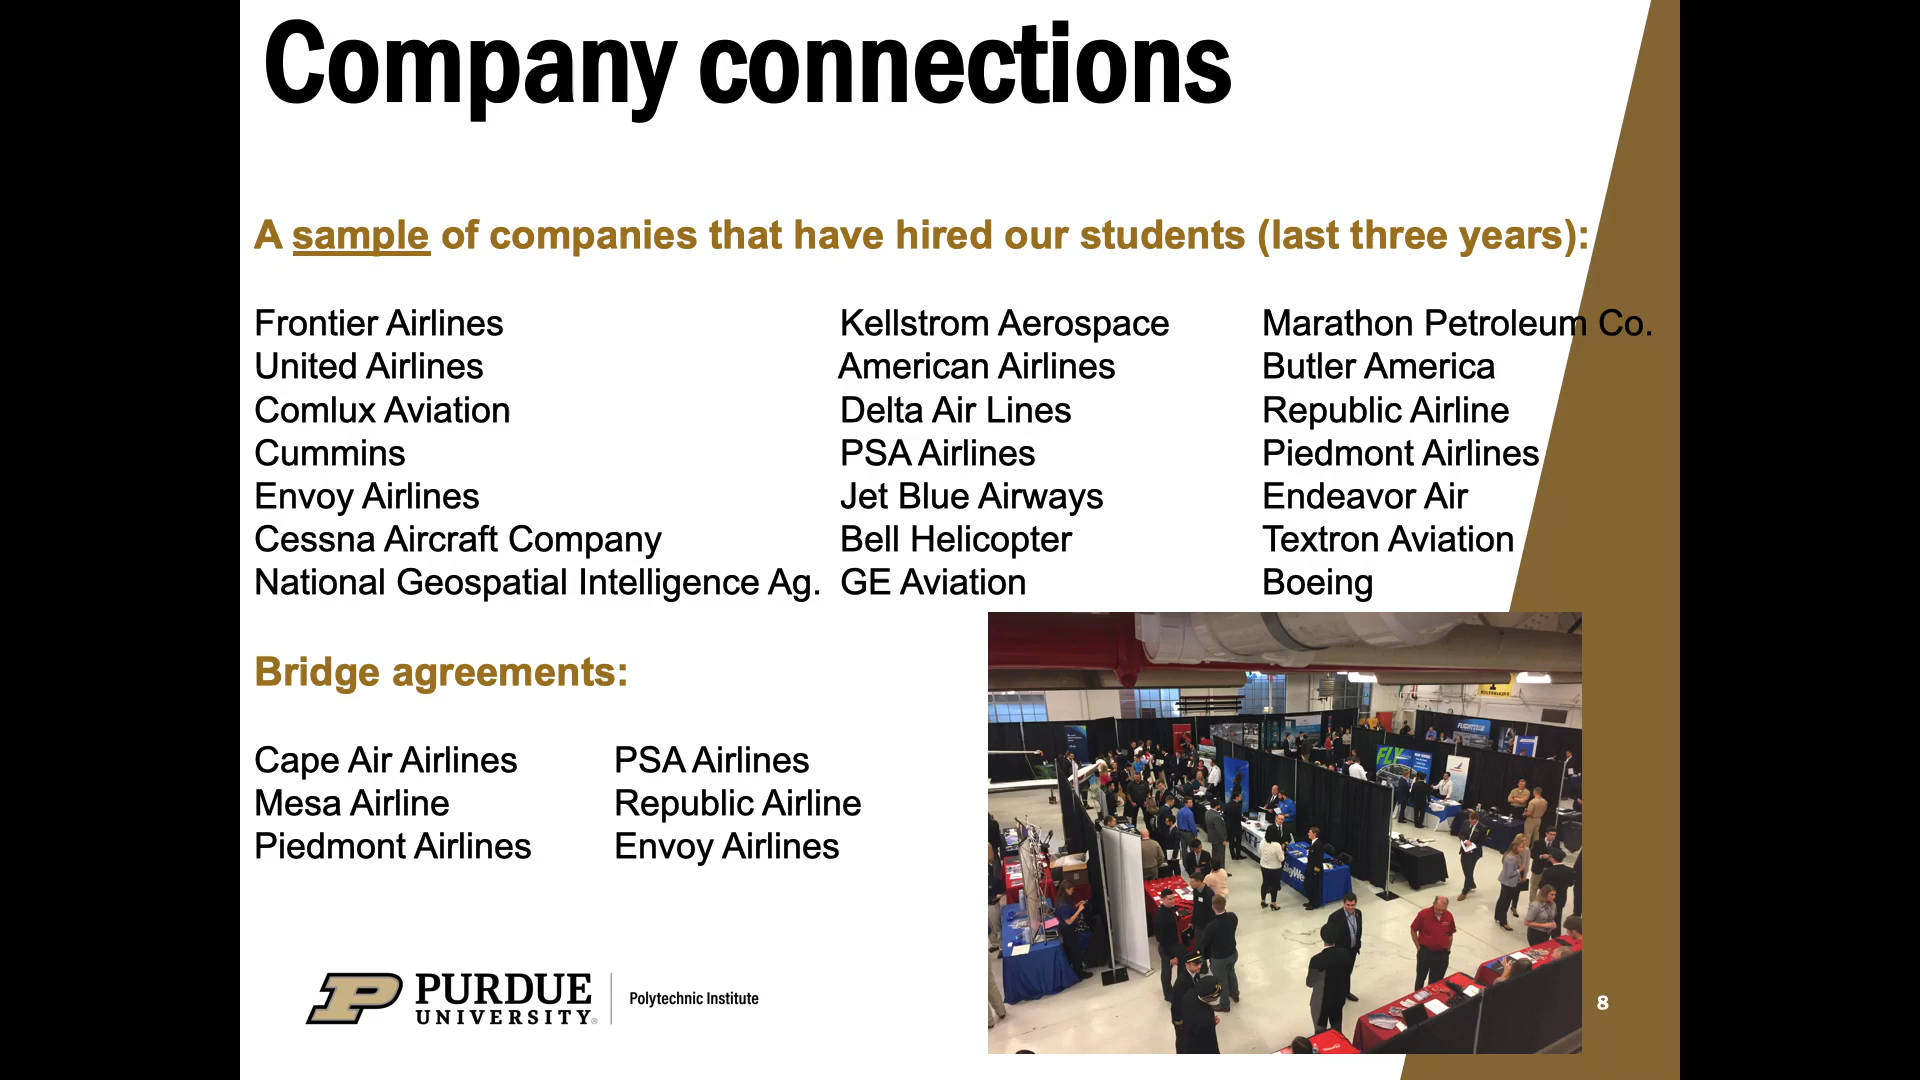 Company connections
A sample of companies that have hired our students (last three years):
Frontier Airlines
United Airlines
Comlux Aviation
Cummins
Envoy Airlines
Cessna Aircraft Company
National Geospatial Intelligence Ag.
Kellstrom Aerospace
American Airlines
Delta Air Lines
PSA Airlines
Jet Blue Airways
Bell Helicopter
GE Aviation
Marathon Petroleum Co.
Butler America
Republic Airline
Piedmont Airlines
Endeavor Air
Textron Aviation
Boeing
Bridge agreements:
Cape Air Airlines
Mesa Airline
Piedmont Airlines
PSA Airlines
Republic Airline
Envoy Airlines
FLY
PURDUE
UNIVERSITY®
Polytechnic Institute
8